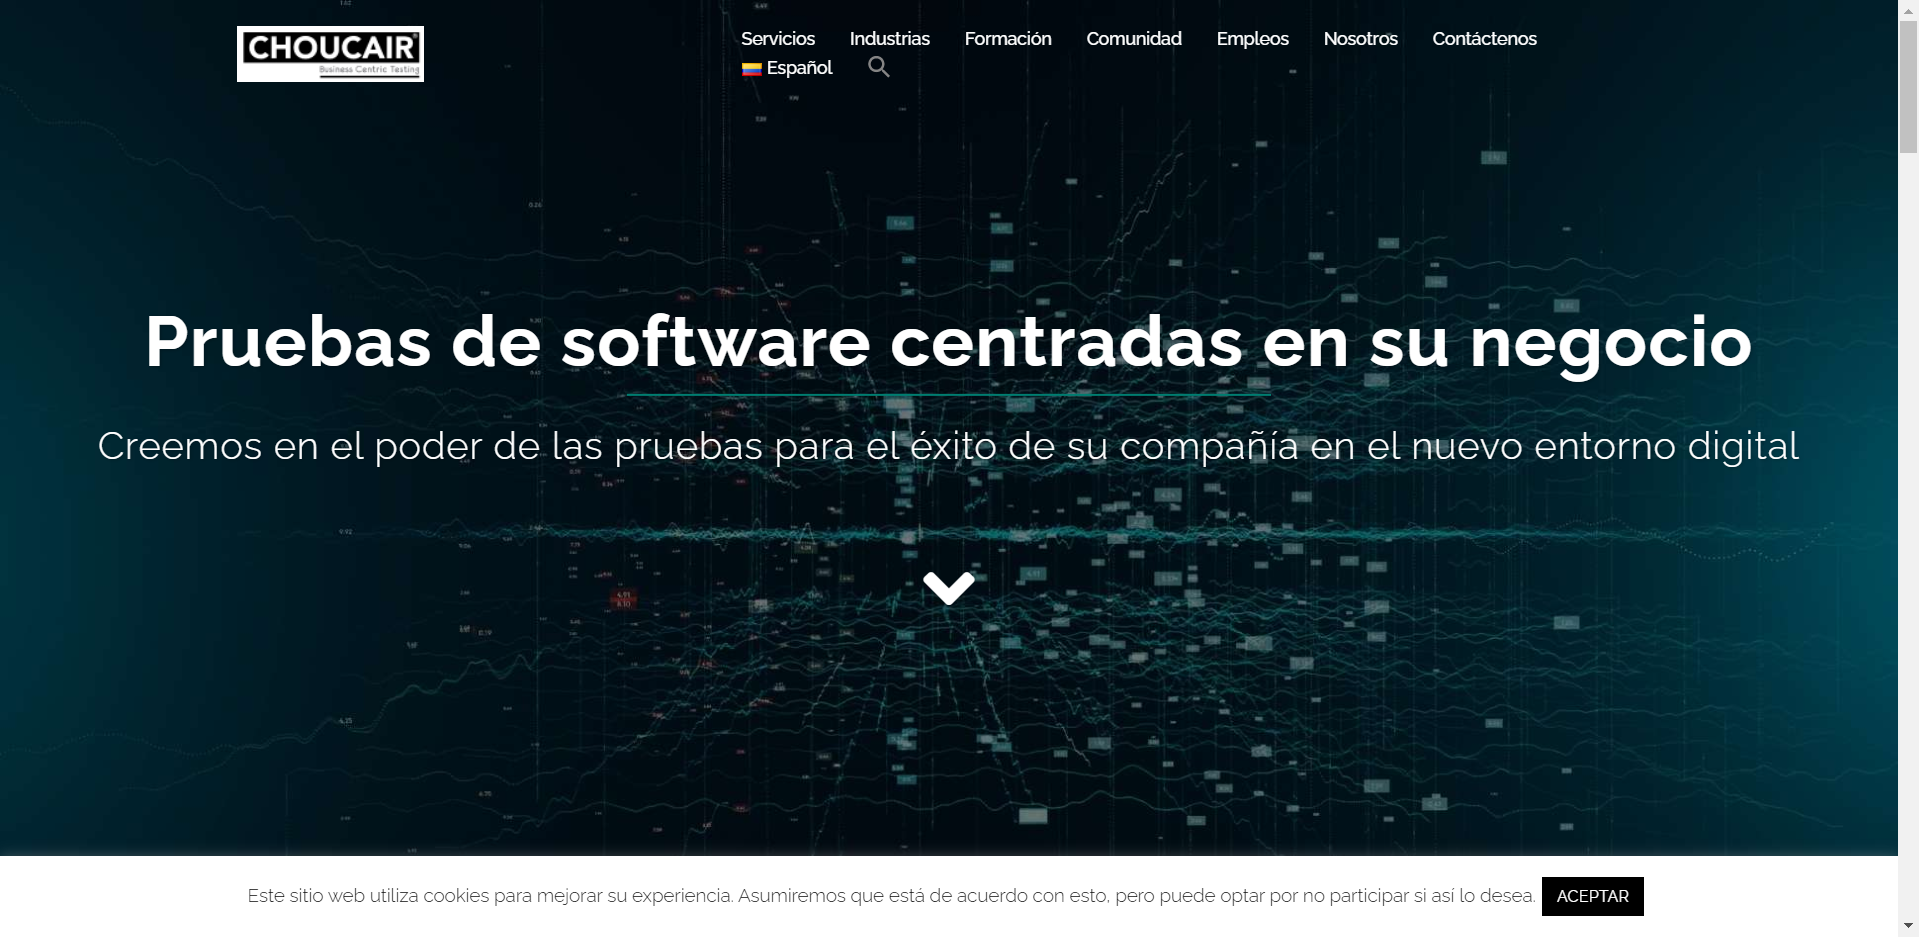 CHOUCAIR
Business Centric Testing
Servicios Industrias Formación Comunidad Empleos Nosotros Contáctenos
Español
Pruebas de software centradas en su negocio
Creemos en el poder de las pruebas para el éxito de su compañía en el nuevo entorno digital
Este sitio web utiliza cookies para mejorar su experiencia. Asumiremos que está de acuerdo con esto, pero puede optar por no participar si así lo desea. ACEPTAR